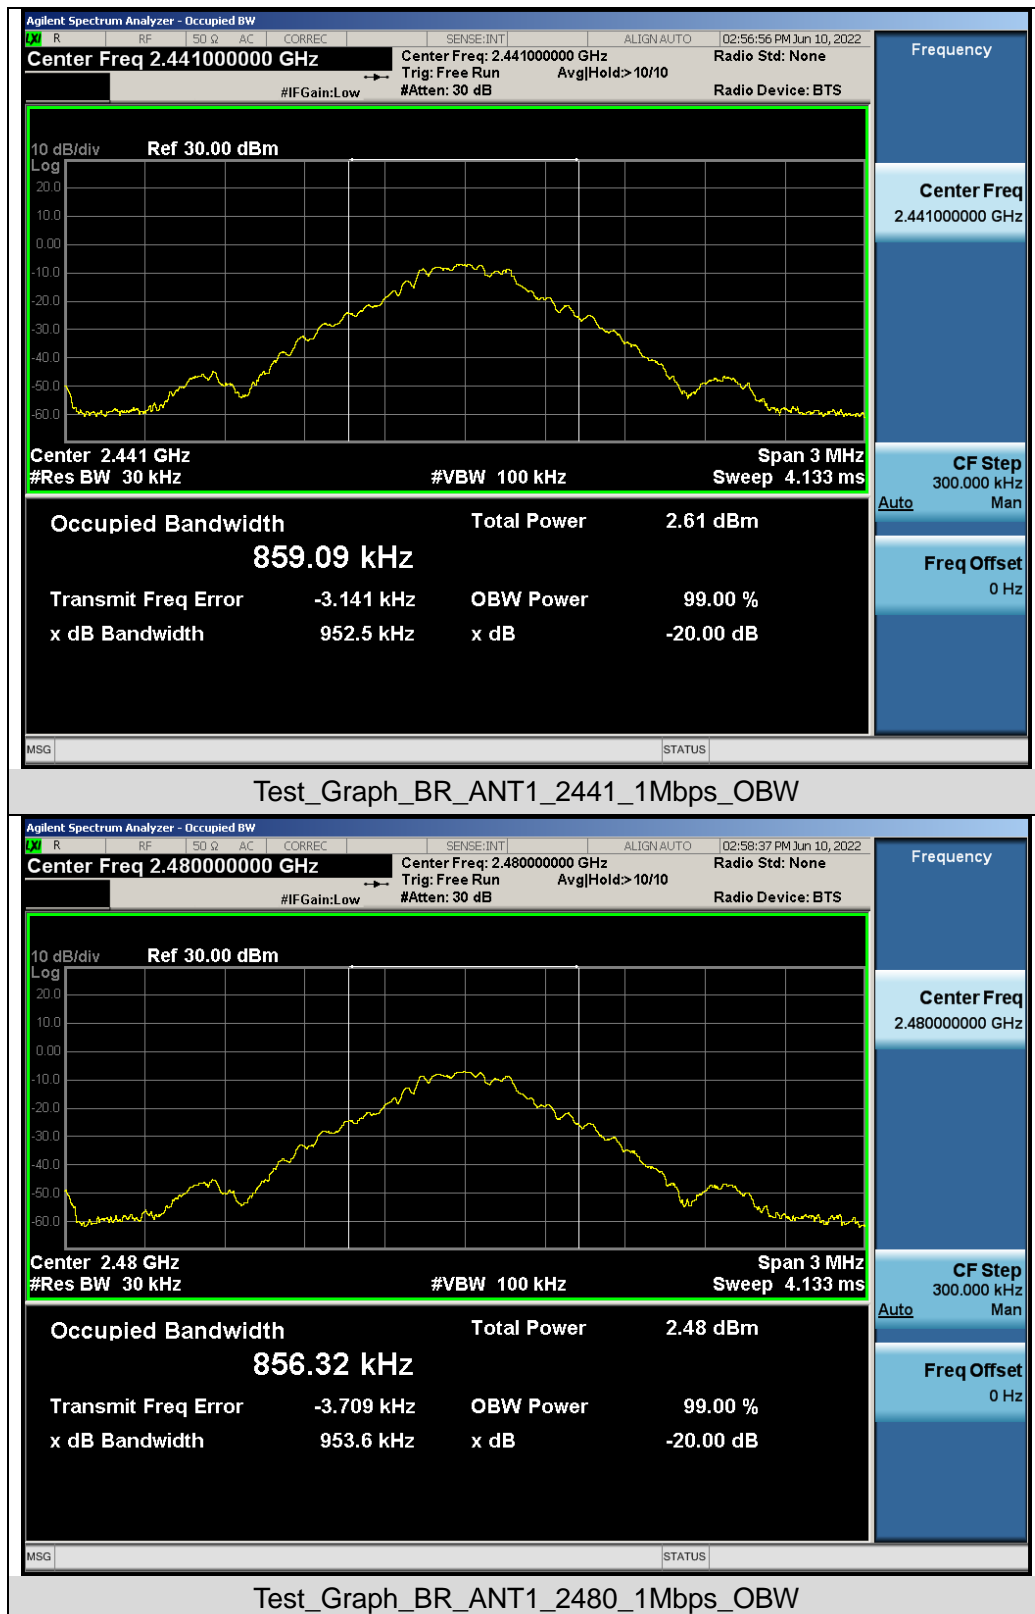 Agilent Spectrum Analyzer - Occupied BW
LXI R RF 50 Ω AC CORREC SENSE:INT ALIGN AUTO 02:56:56 PM Jun 10, 2022
Center Freq 2.441000000 GHz Center Freq: 2.441000000 GHz Radio Std: None
Trig: Free Run Avg|Hold:>10/10
#IFGain:Low #Atten: 30 dB Radio Device: BTS
Frequency
10 dB/div Ref 30.00 dBm
Log
20.0
10.0
0.00
-10.0
-20.0
-30.0
-40.0
-50.0
-60.0
Center Freq
2.441000000 GHz
Center 2.441 GHz Span 3 MHz
#Res BW 30 kHz #VBW 100 kHz Sweep 4.133 ms
CF Step
300.000 kHz
Auto Man
Occupied Bandwidth Total Power 2.61 dBm
859.09 kHz
Transmit Freq Error -3.141 kHz OBW Power 99.00 %
x dB Bandwidth 952.5 kHz x dB -20.00 dB
Freq Offset
0 Hz
MSG STATUS
Test_Graph_BR_ANT1_2441_1Mbps_OBW
Agilent Spectrum Analyzer - Occupied BW
LXI R RF 50 Ω AC CORREC SENSE:INT ALIGN AUTO 02:58:37 PM Jun 10, 2022
Center Freq 2.480000000 GHz Center Freq: 2.480000000 GHz Radio Std: None
Trig: Free Run Avg|Hold:>10/10
#IFGain:Low #Atten: 30 dB Radio Device: BTS
Frequency
10 dB/div Ref 30.00 dBm
Log
20.0
10.0
0.00
-10.0
-20.0
-30.0
-40.0
-50.0
-60.0
Center Freq
2.480000000 GHz
Center 2.48 GHz Span 3 MHz
#Res BW 30 kHz #VBW 100 kHz Sweep 4.133 ms
CF Step
300.000 kHz
Auto Man
Occupied Bandwidth Total Power 2.48 dBm
856.32 kHz
Transmit Freq Error -3.709 kHz OBW Power 99.00 %
x dB Bandwidth 953.6 kHz x dB -20.00 dB
Freq Offset
0 Hz
MSG STATUS
Test_Graph_BR_ANT1_2480_1Mbps_OBW